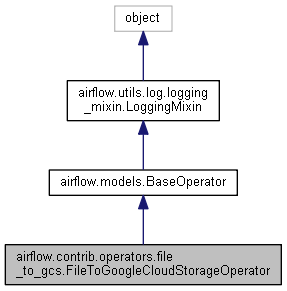 object
airflow.utils.log.logging
_mixin.LoggingMixin
airflow.models.BaseOperator
airflow.contrib.operators.file
_to_gcs.FileToGoogleCloudStorageOperator